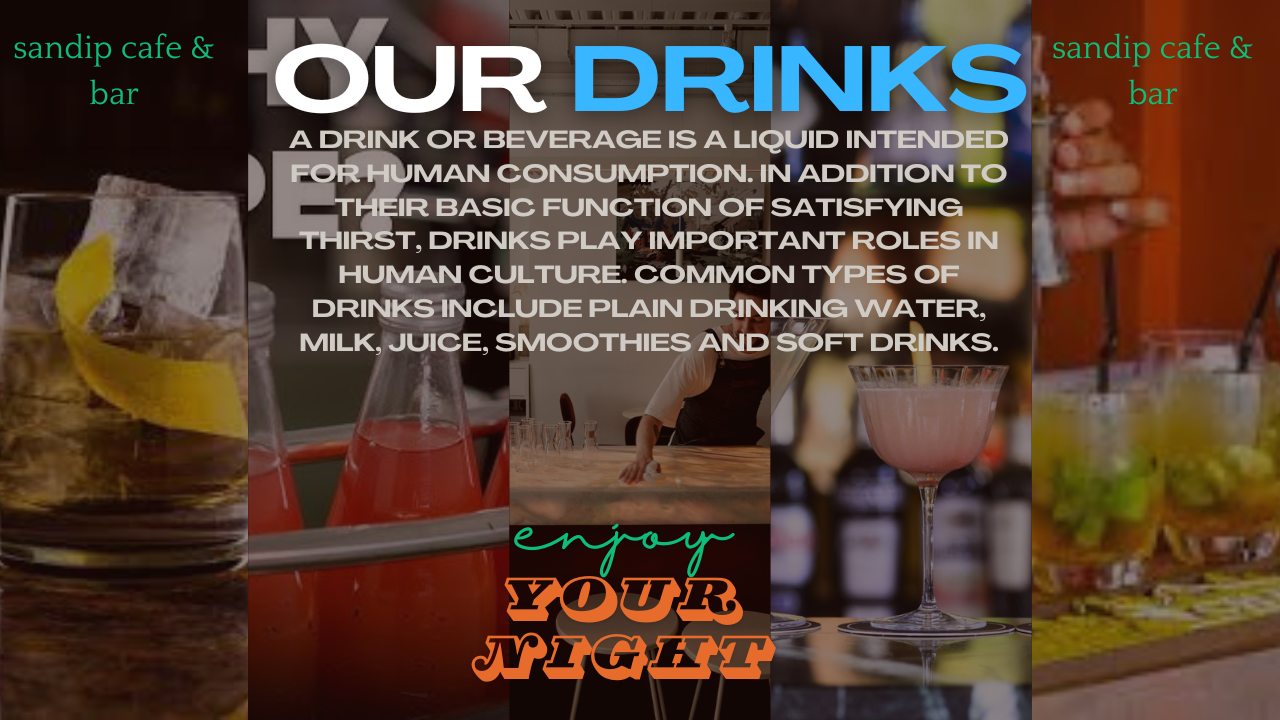 sandip cafe &
bar
OUR DRINKS
A DRINK OR BEVERAGE IS A LIQUID INTENDED
FOR HUMAN CONSUMPTION. IN ADDITION TO
THEIR BASIC FUNCTION OF SATISFYING
THIRST, DRINKS PLAY IMPORTANT ROLES IN
HUMAN CULTURE. COMMON TYPES OF
DRINKS INCLUDE PLAIN DRINKING WATER,
MILK, JUICE, SMOOTHIES AND SOFT DRINKS.
sandip cafe &
bar
enjoy
YOUR
NIGHT